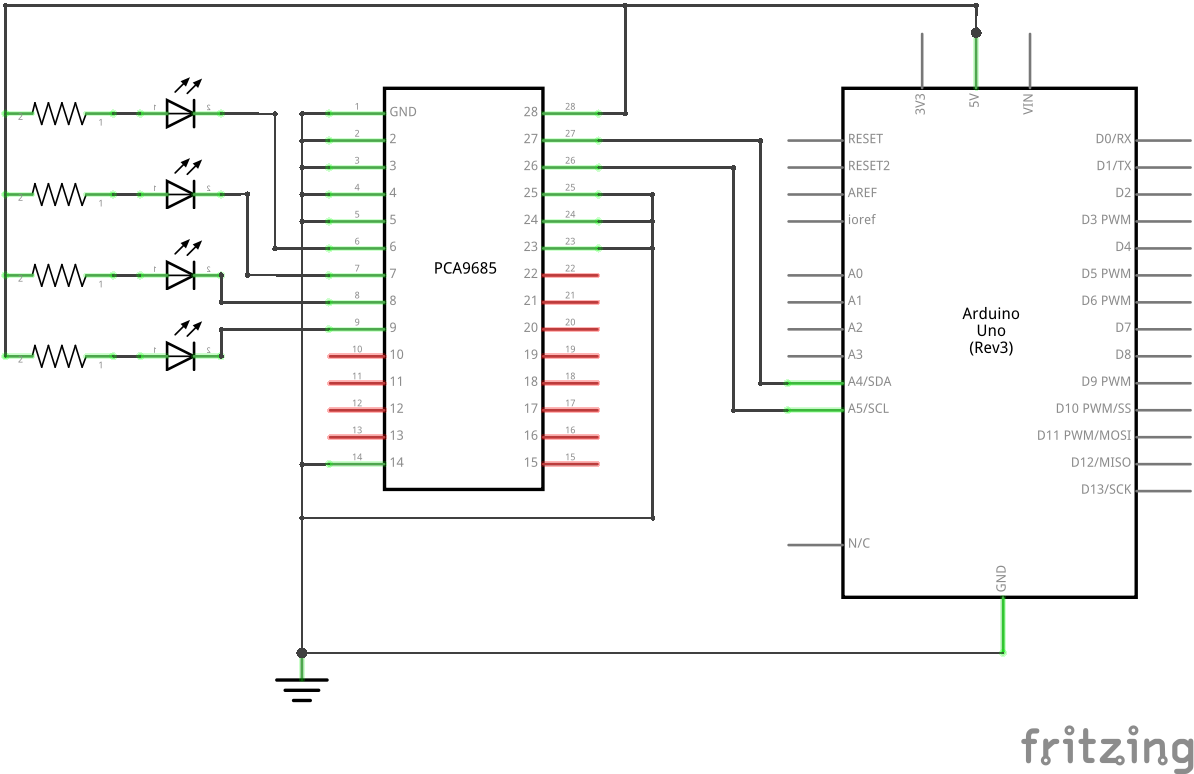 3V3 5V VIN
2 1 1 2 1 GND 28 28
2 2 27 27 RESET D0/RX
3 3 26 26 RESET2 D1/TX
2 1 1 2 4 4 25 25 AREF D2
5 5 24 24 ioref D3 PWM
6 6 23 23 D4
2 1 1 2 7 7 22 22 A0 D5 PWM
PCA9685
8 8 21 21 A1 D6 PWM
Arduino
Uno
(Rev3)
9 9 20 20 A2 D7
2 1 1 2 10 10 19 19 A3 D8
11 11 18 18 A4/SDA D9 PWM
12 12 17 17 A5/SCL D10 PWM/SS
13 13 16 16 D11 PWM/MOSI
14 14 15 15 D12/MISO
D13/SCK
N/C
GND
fritzing